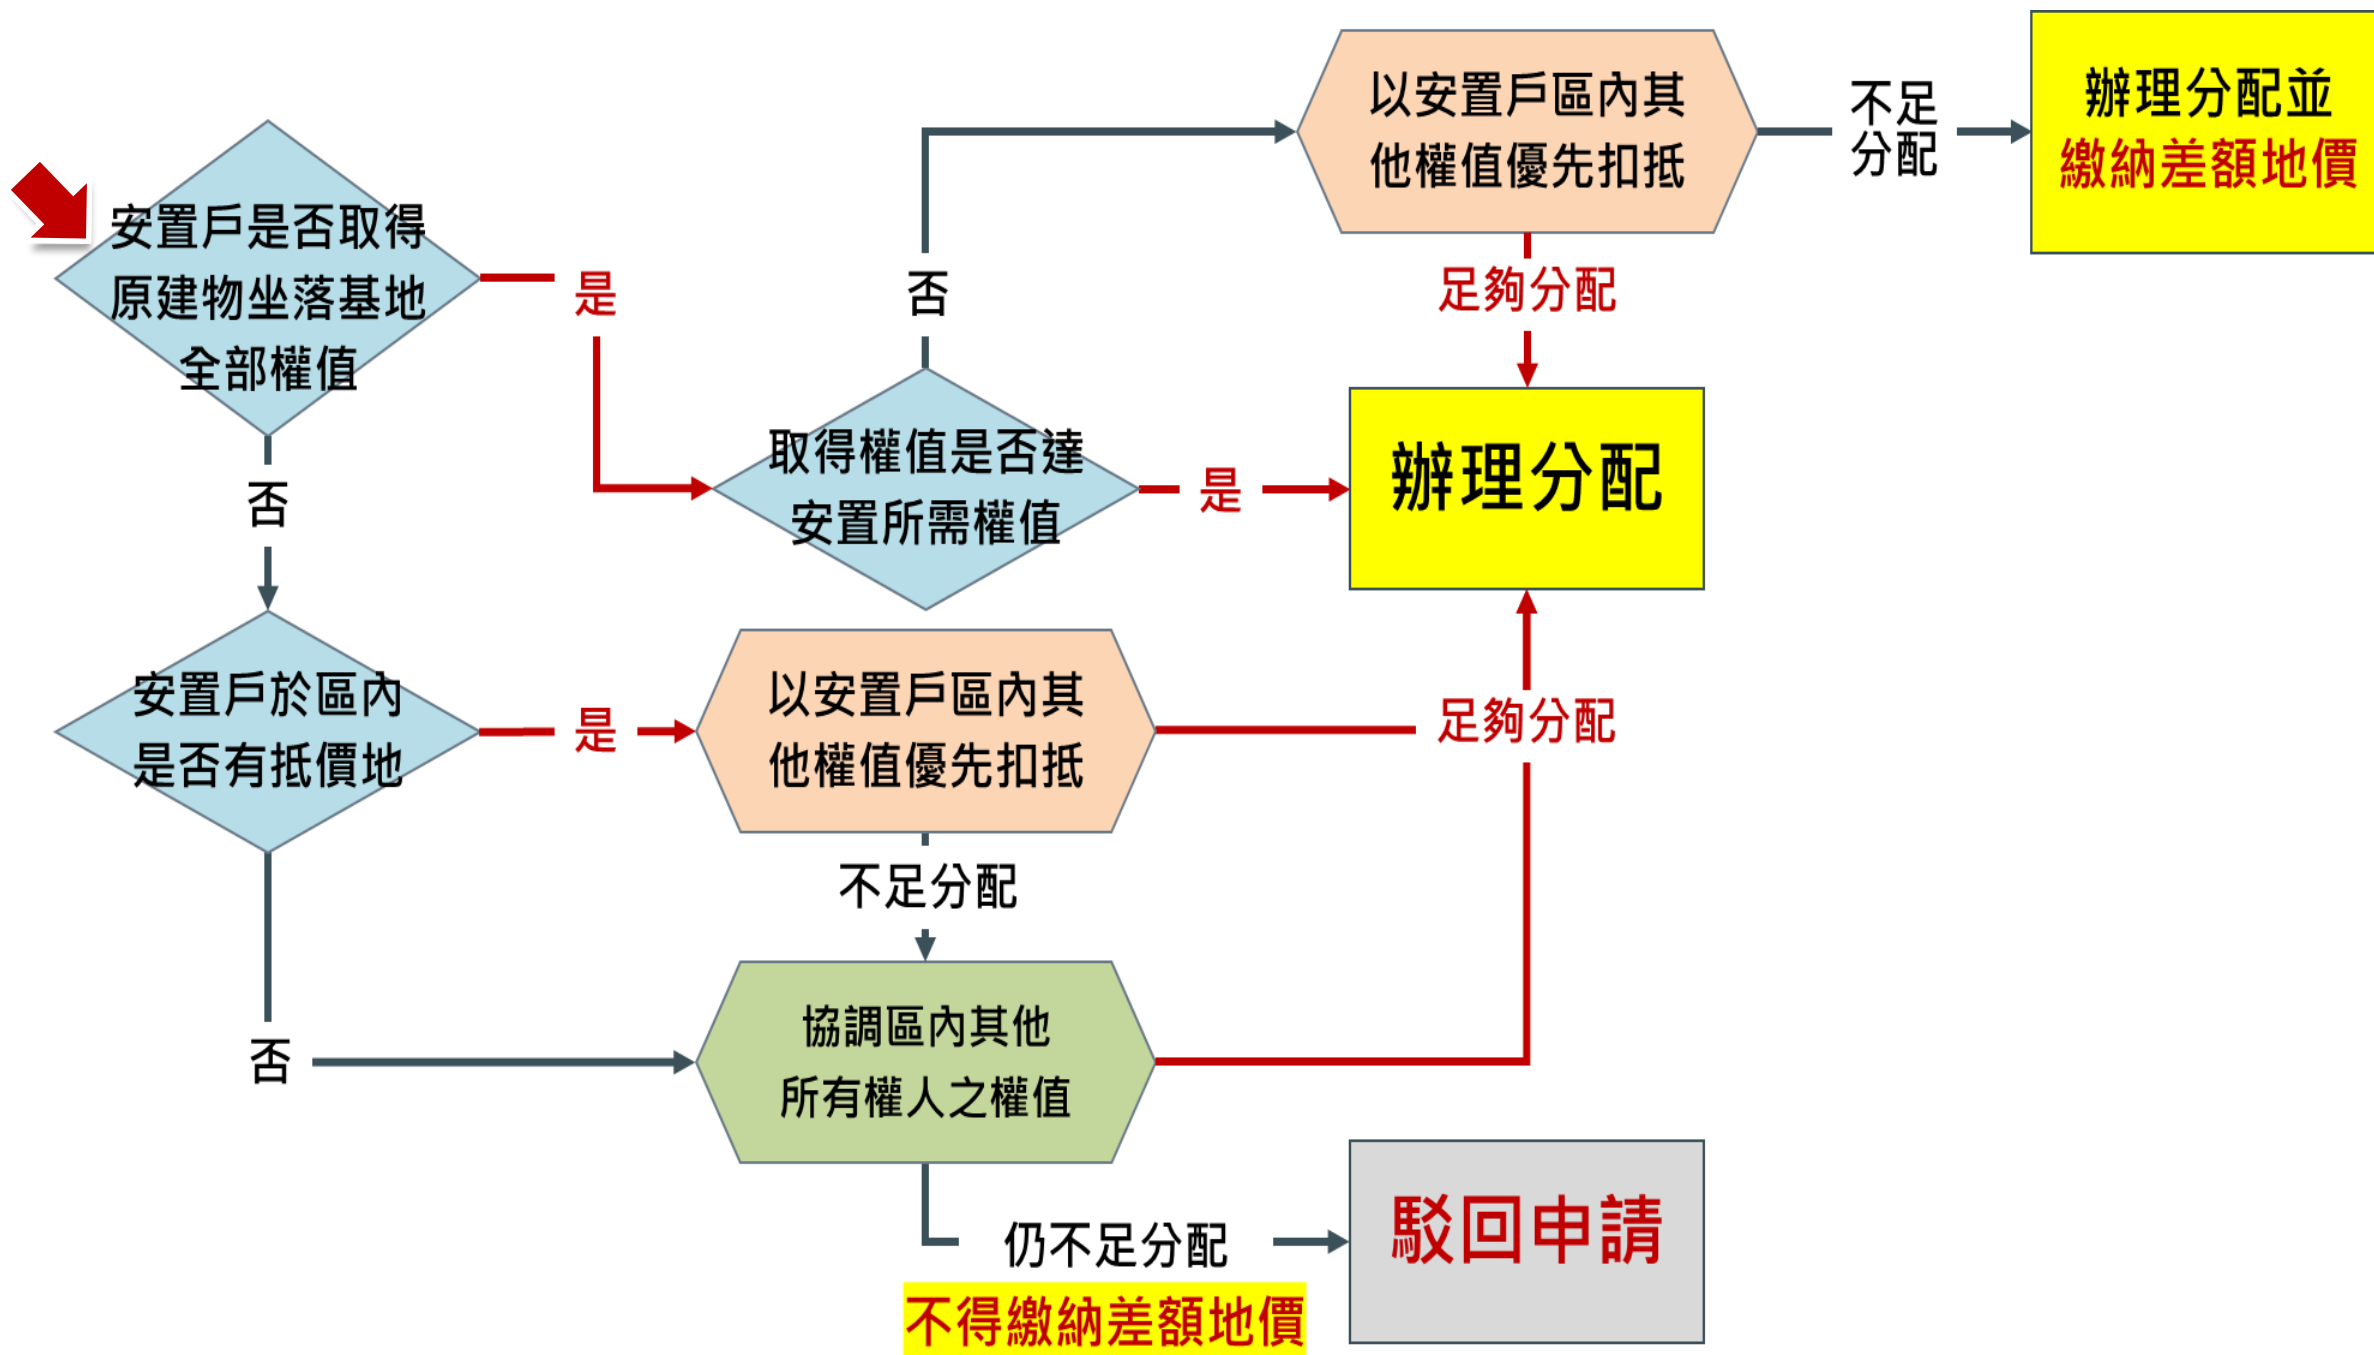 安置戶是否取得
原建物坐落基地
全部權值
是
否
取得權值是否達
安置所需權值
否
是
以安置戶區內其
他權值優先扣抵
不足
分配
辦理分配並
繳納差額地價
足夠分配
辦理分配
安置戶於區內
是否有抵價地
是
否
以安置戶區內其
他權值優先扣抵
足夠分配
不足分配
協調區內其他
所有權人之權值
仍不足分配
不得繳納差額地價
駁回申請